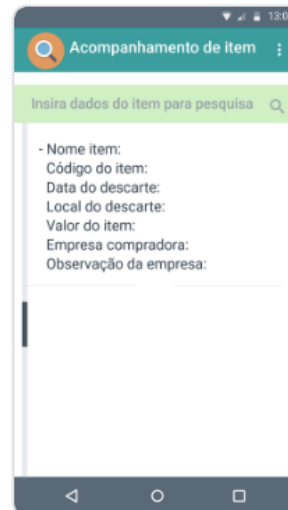 13:0
Acompanhamento de item
Insira dados do item para pesquisa
- Nome item:
Código do item:
Data do descarte:
Local do descarte:
Valor do item:
Empresa compradora:
Observação da empresa: